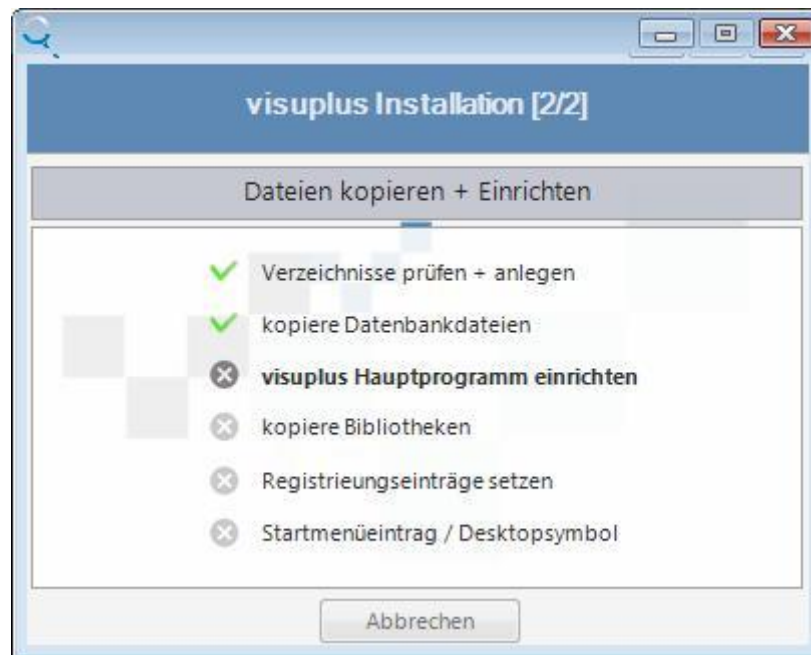 visuplus Installation [2/2]
Dateien kopieren + Einrichten
Verzeichnisse prüfen + anlegen
kopiere Datenbankdateien
visuplus Hauptprogramm einrichten
kopiere Bibliotheken
Registrieungseinträge setzen
Startmenüeintrag / Desktopsymbol
Abbrechen